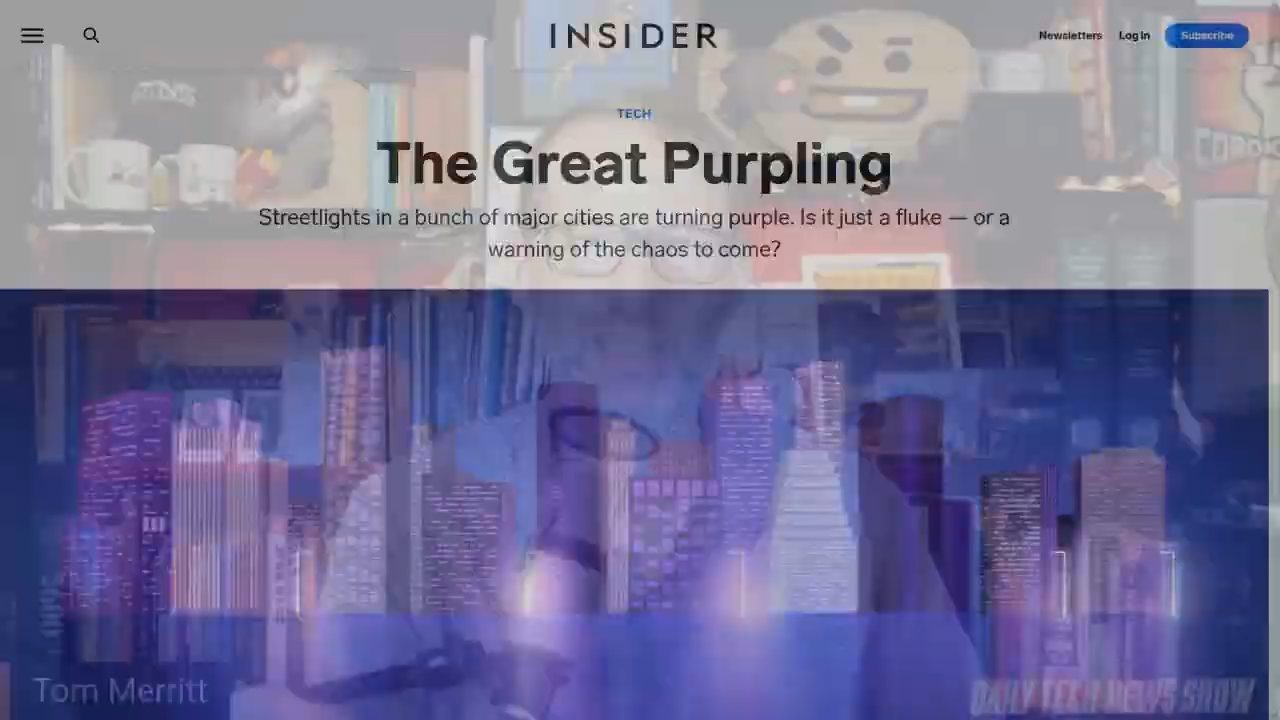 INSIDER
Newsletters
Log in
Subscribe
TECH
The Great Purpling
Streetlights in a bunch of major cities are turning purple. Is it just a fluke — or a
warning of the chaos to come?
Tom Merritt
DAILY TECH NEWS SHOW